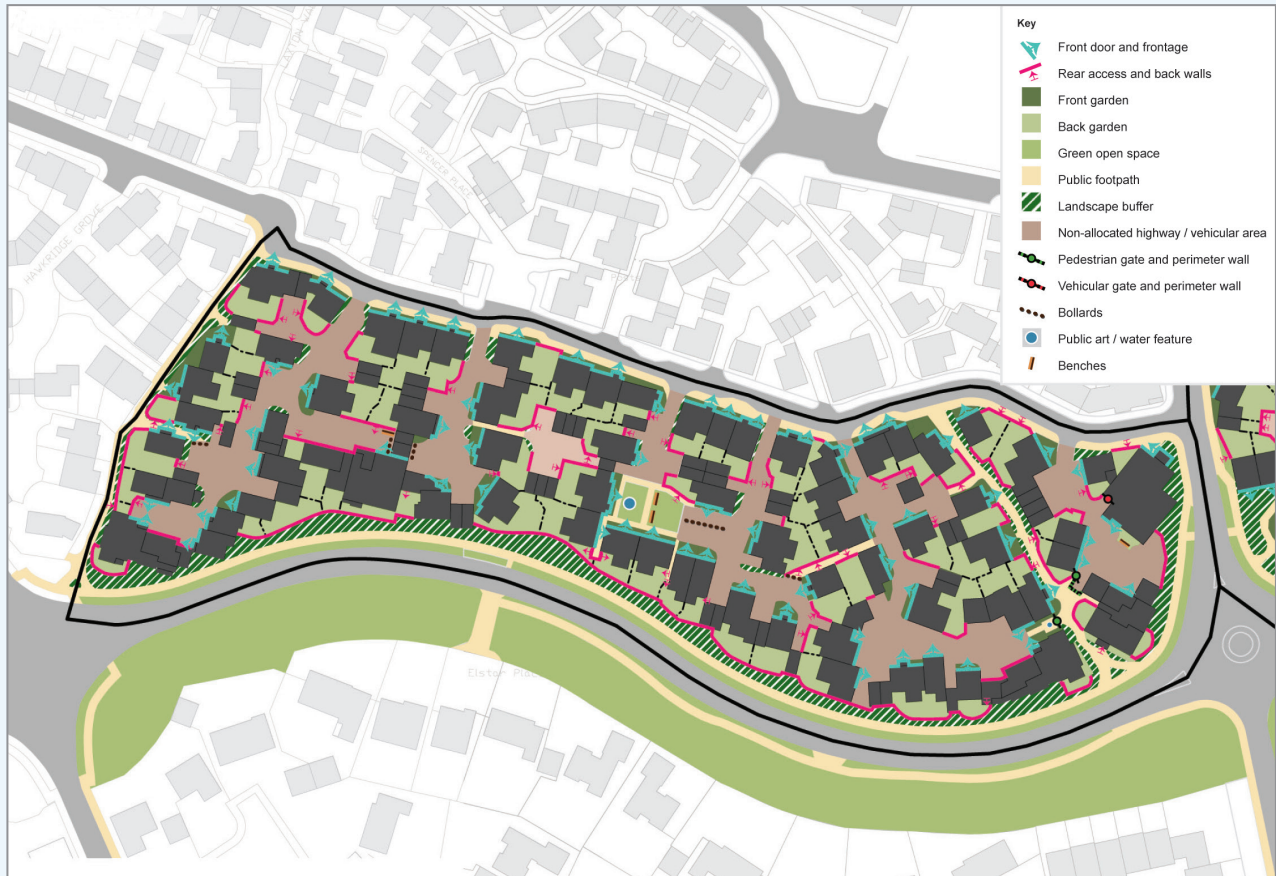 Key
Front door and frontage
Rear access and back walls
Front garden
Back garden
Green open space
Public footpath
Landscape buffer
Non-allocated highway / vehicular area
Pedestrian gate and perimeter wall
Vehicular gate and perimeter wall
Bollards
Public art / water feature
Benches
SPENCER PLACE
HAWKRIDGE GROVE
Elstar Place